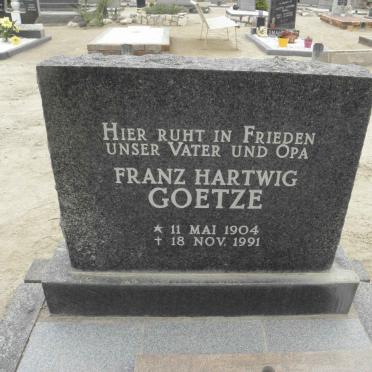 HIER RUHT IN FRIEDEN
UNSER VATER UND OPA
FRANZ HARTWIG
GOETZE
* 11 MAI 1904
† 18 NOV. 1991